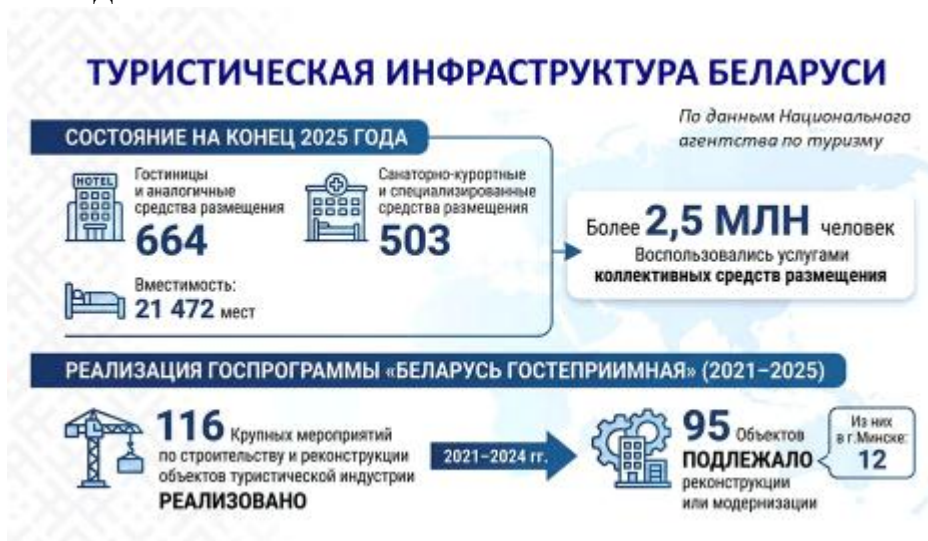 ТУРИСТИЧЕСКАЯ ИНФРАСТРУКТУРА БЕЛАРУСИ
По данным Национального
агентства по туризму
СОСТОЯНИЕ НА КОНЕЦ 2025 ГОДА
HOTEL
Гостиницы
и аналогичные
средства размещения
664
Санаторно-курортные
и специализированные
средства размещения
503
Вместимость:
21 472 мест
Более 2,5 МЛН человек
Воспользовались услугами
коллективных средств размещения
РЕАЛИЗАЦИЯ ГОСПРОГРАММЫ «БЕЛАРУСЬ ГОСТЕПРИИМНАЯ» (2021–2025)
116 Крупных мероприятий
по строительству и реконструкции
объектов туристической индустрии
РЕАЛИЗОВАНО
2021–2024 гг.
95 Объектов
ПОДЛЕЖАЛО
реконструкции
или модернизации
Из них
в г.Минске:
12